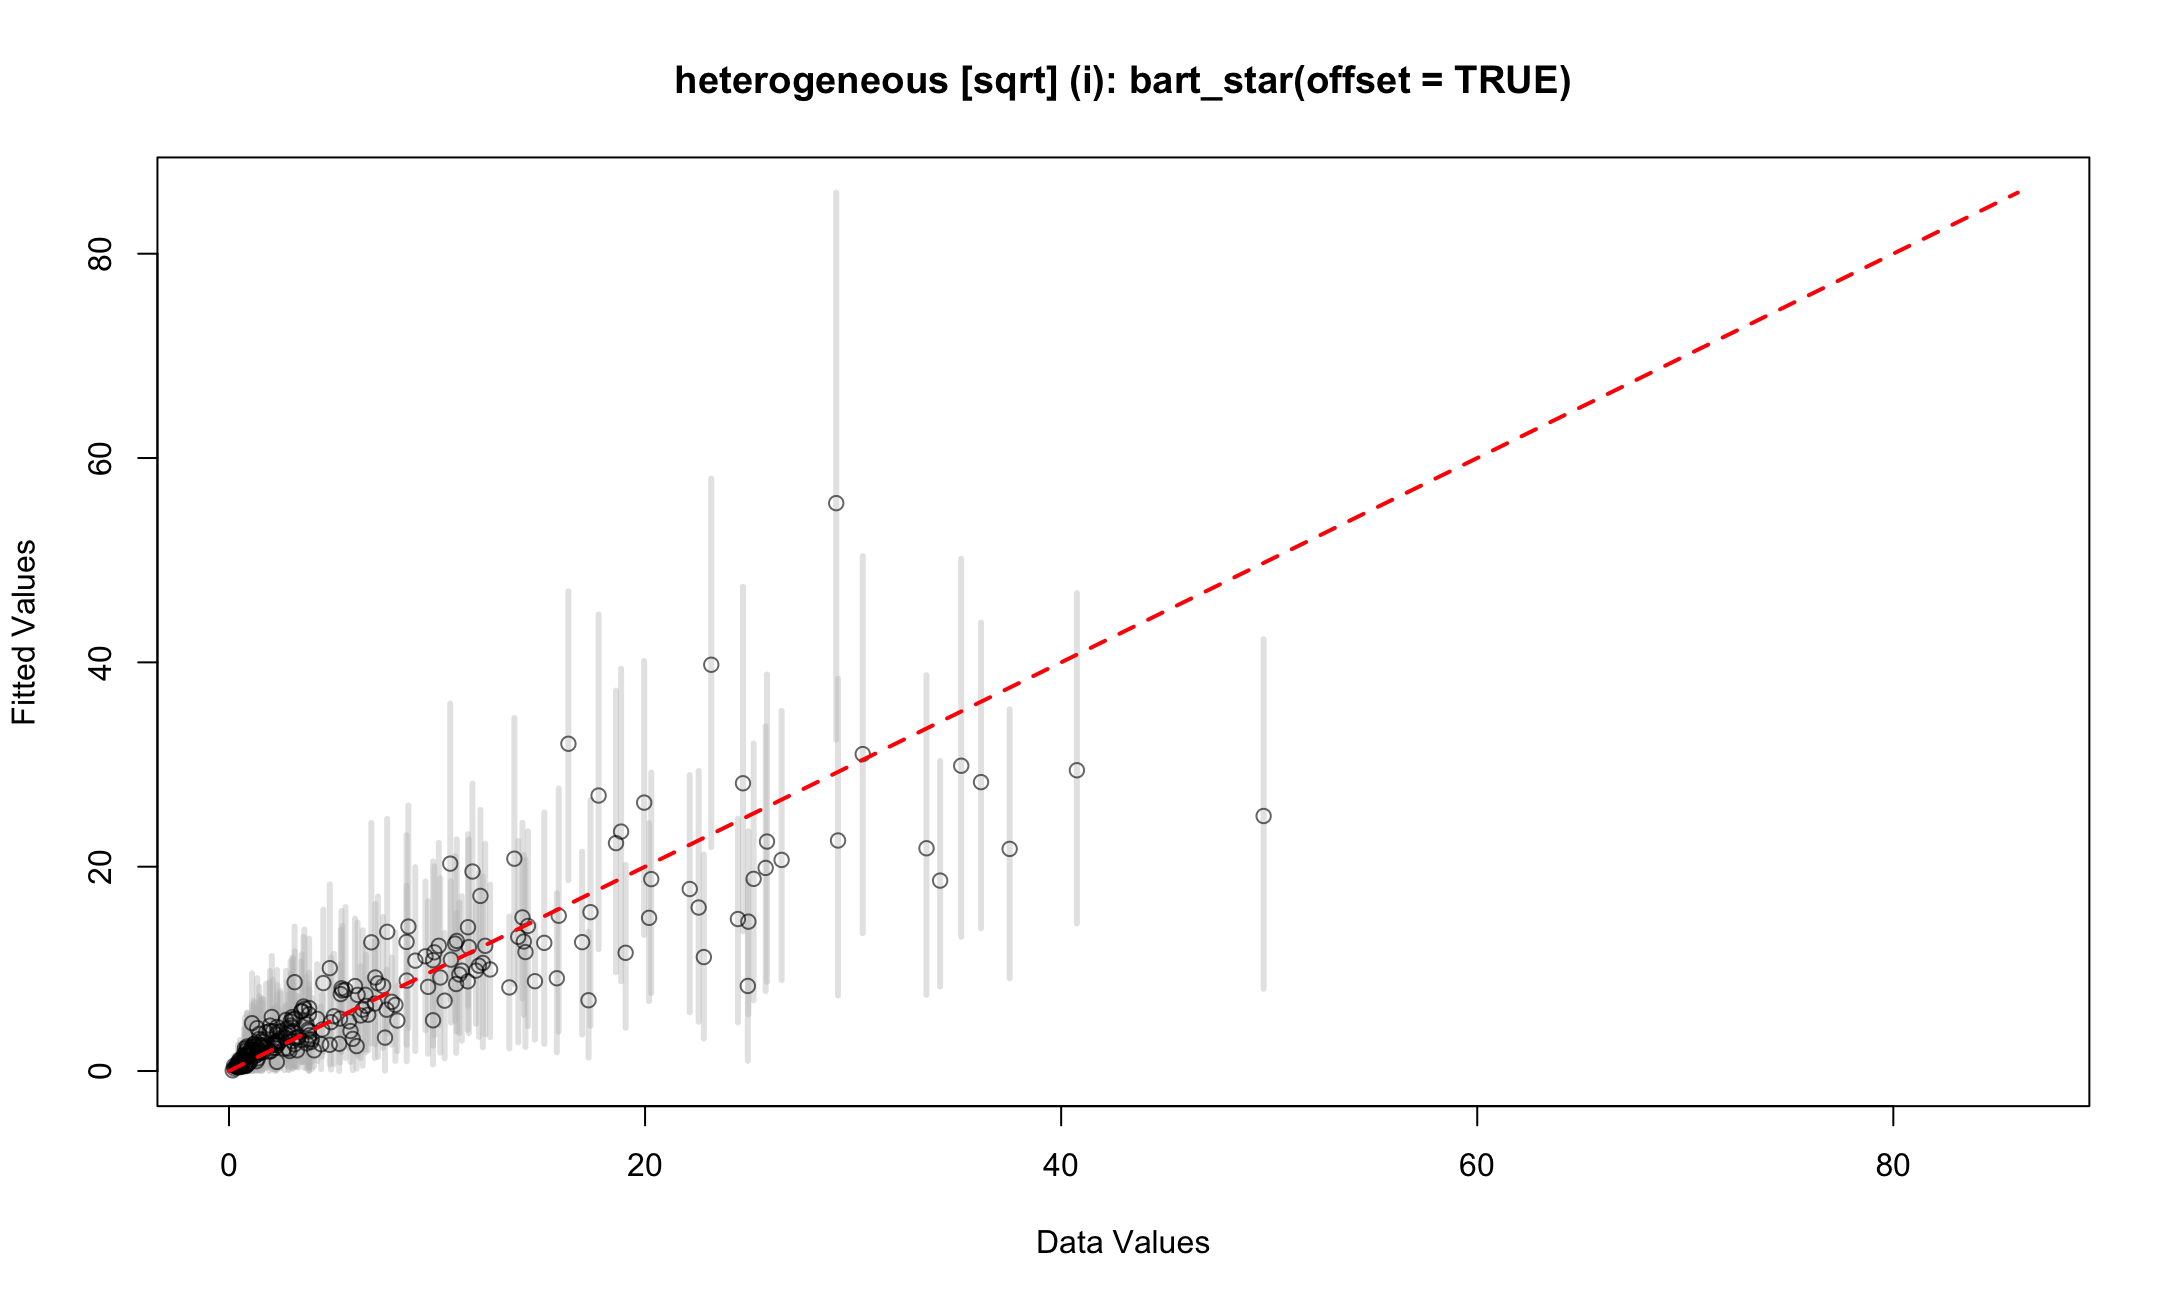 heterogeneous [sqrt] (i): bart_star(offset = TRUE)
Fitted Values
80
60
40
20
0
0 20 40 60 80
Data Values